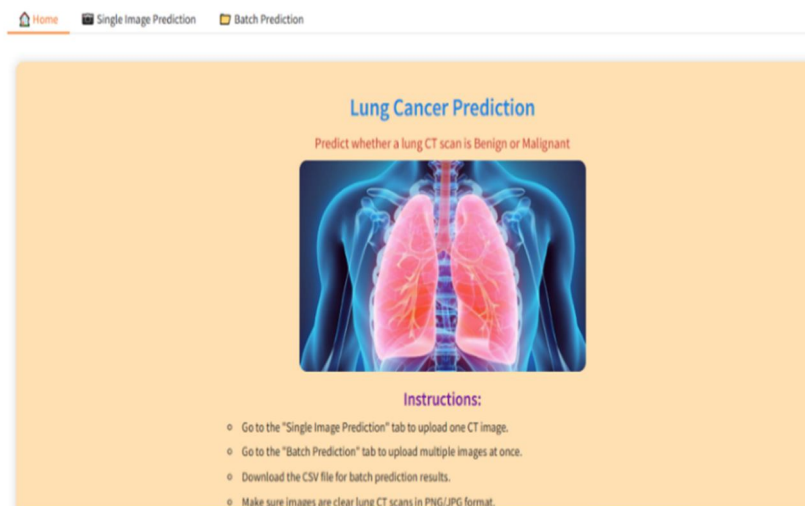 Home Single Image Prediction Batch Prediction
Lung Cancer Prediction
Predict whether a lung CT scan is Benign or Malignant
Instructions:
Go to the "Single Image Prediction" tab to upload one CT image.
Go to the "Batch Prediction" tab to upload multiple images at once.
Download the CSV file for batch prediction results.
Make sure images are clear lung CT scans in PNG/JPG format.